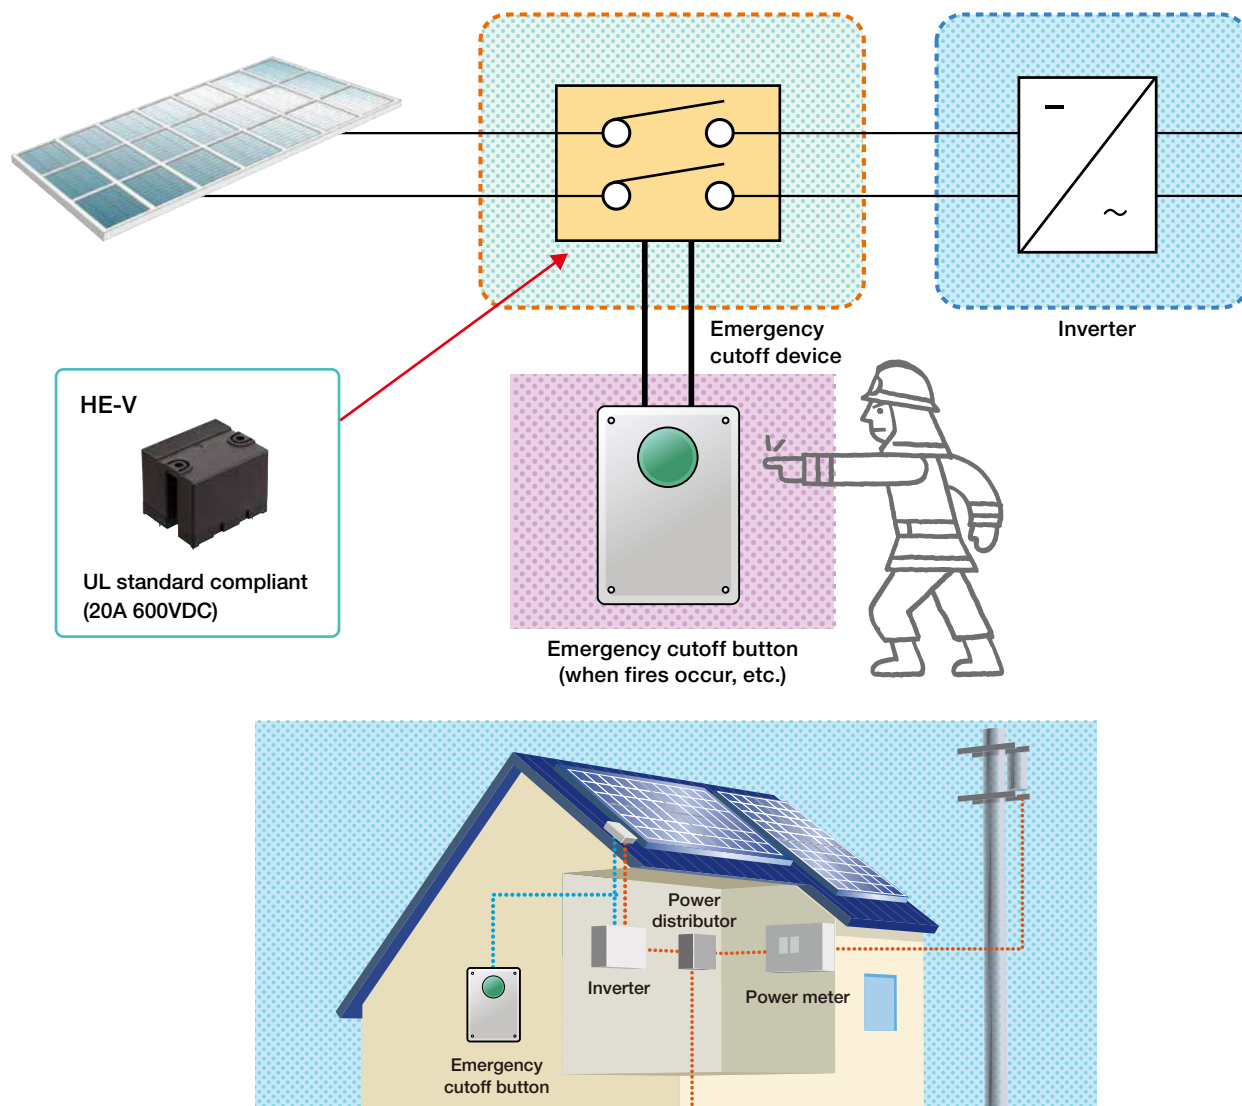 Emergency
cutoff device
Inverter
HE-V
UL standard compliant
(20A 600VDC)
Emergency cutoff button
(when fires occur, etc.)
Power
distributor
Inverter
Power meter
Emergency
cutoff button